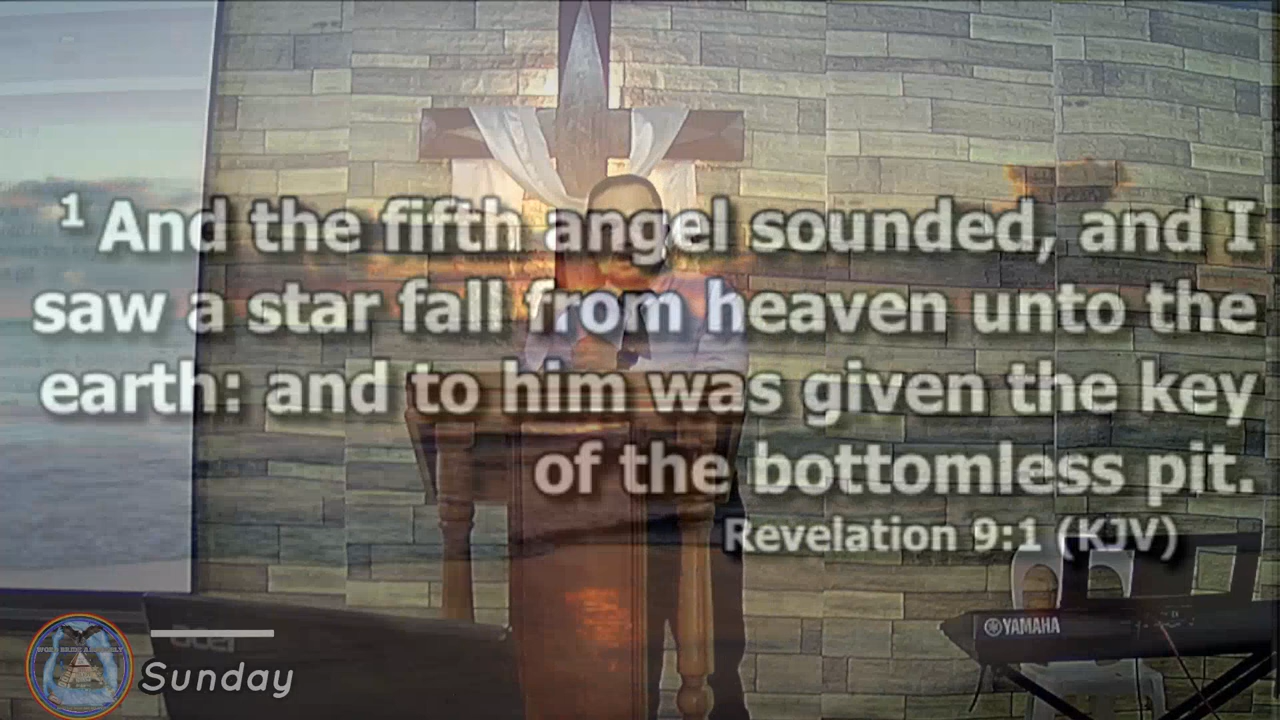 1 And the fifth angel sounded, and I
saw a star fall from heaven unto the
earth: and to him was given the key
of the bottomless pit.
Revelation 9:1 (KJV)
YAMAHA
acer
Sunday